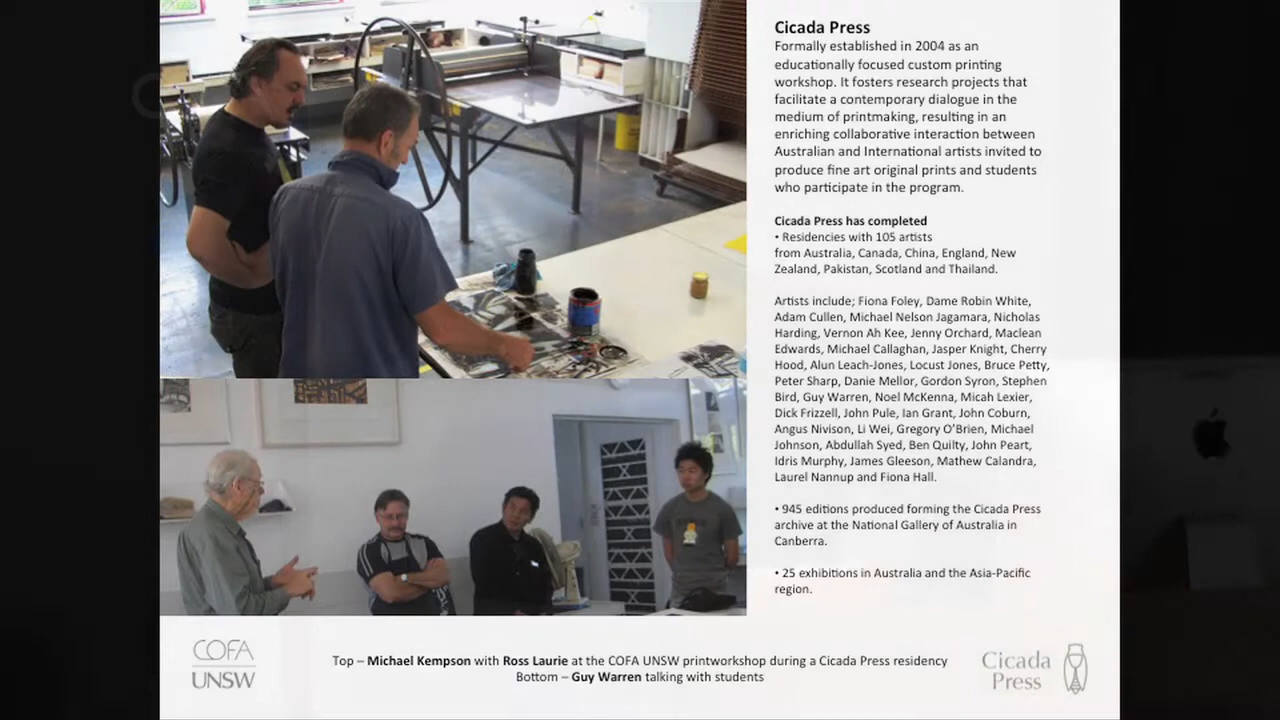 Cicada Press
Formally established in 2004 as an
educationally focused custom printing
workshop. It fosters research projects that
facilitate a contemporary dialogue in the
medium of printmaking, resulting in an
enriching collaborative interaction between
Australian and International artists invited to
produce fine art original prints and students
who participate in the program.
Cicada Press has completed
• Residencies with 105 artists
from Australia, Canada, China, England, New
Zealand, Pakistan, Scotland and Thailand.
Artists include; Fiona Foley, Dame Robin White,
Adam Cullen, Michael Nelson Jagamara, Nicholas
Harding, Vernon Ah Kee, Jenny Orchard, Maclean
Edwards, Michael Callaghan, Jasper Knight, Cherry
Hood, Alun Leach-Jones, Locust Jones, Bruce Petty,
Peter Sharp, Danie Mellor, Gordon Syron, Stephen
Bird, Guy Warren, Noel McKenna, Micah Lexier,
Dick Frizzell, John Pule, Ian Grant, John Coburn,
Angus Nivison, Li Wei, Gregory O’Brien, Michael
Johnson, Abdullah Syed, Ben Quilty, John Peart,
Idris Murphy, James Gleeson, Mathew Calandra,
Laurel Nannup and Fiona Hall.
• 945 editions produced forming the Cicada Press
archive at the National Gallery of Australia in
Canberra.
• 25 exhibitions in Australia and the Asia-Pacific
region.
COFA
UNSW
Top – Michael Kempson with Ross Laurie at the COFA UNSW printworkshop during a Cicada Press residency
Bottom – Guy Warren talking with students
Cicada
Press